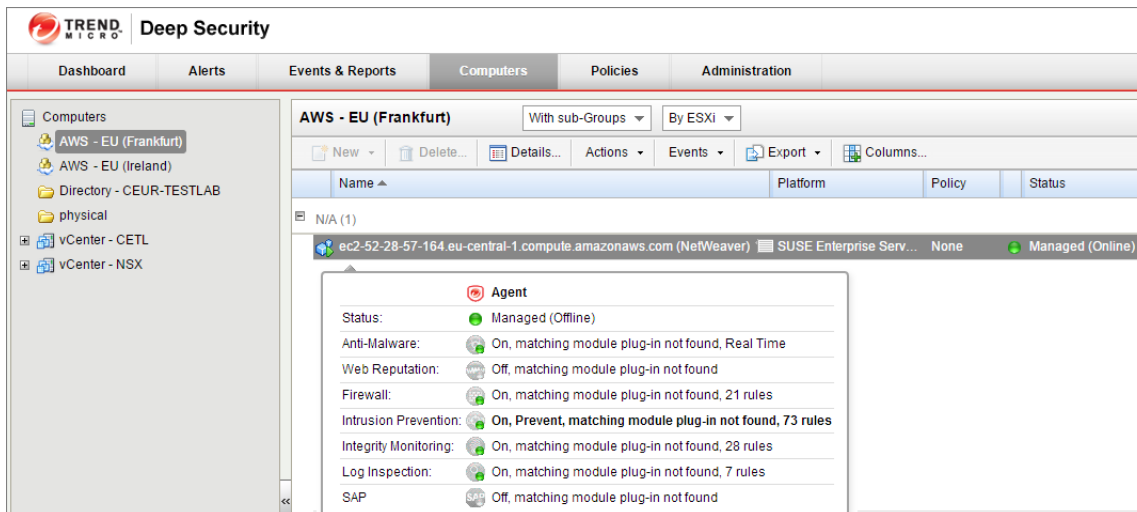 TREND MICRO Deep Security
Dashboard Alerts Events & Reports Computers Policies Administration
Computers
AWS - EU (Frankfurt)
AWS - EU (Ireland)
Directory - CEUR-TESTLAB
physical
vCenter - CETL
vCenter - NSX
AWS - EU (Frankfurt) With sub-Groups By ESXi
New Delete... Details... Actions Events Export Columns...
Name Platform Policy Status
N/A (1)
ec2-52-28-57-164.eu-central-1.compute.amazonaws.com (NetWeaver) SUSE Enterprise Serv... None Managed (Online)
Agent
Status: Managed (Offline)
Anti-Malware: On, matching module plug-in not found, Real Time
Web Reputation: Off, matching module plug-in not found
Firewall: On, matching module plug-in not found, 21 rules
Intrusion Prevention: On, Prevent, matching module plug-in not found, 73 rules
Integrity Monitoring: On, matching module plug-in not found, 28 rules
Log Inspection: On, matching module plug-in not found, 7 rules
SAP SAP Off, matching module plug-in not found
«